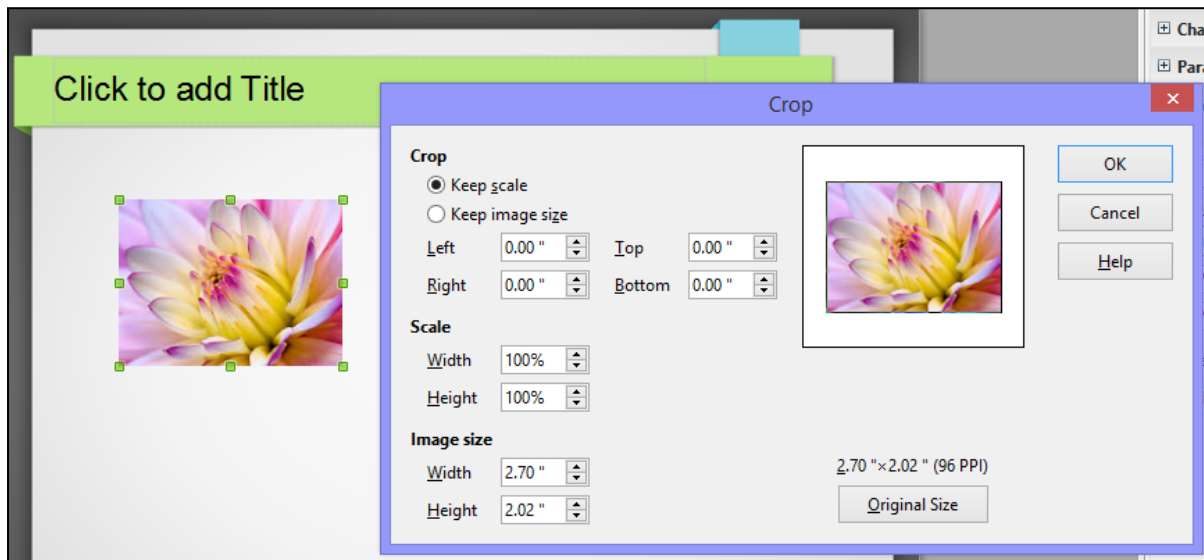 Cha
Para
Click to add Title
Crop
Crop
Keep scale
Keep image size
Left 0.00 " Top 0.00 "
Right 0.00 " Bottom 0.00 "
Scale
Width 100%
Height 100%
Image size
Width 2.70 "
Height 2.02 "
OK
Cancel
Help
2.70 "×2.02 " (96 PPI)
Original Size